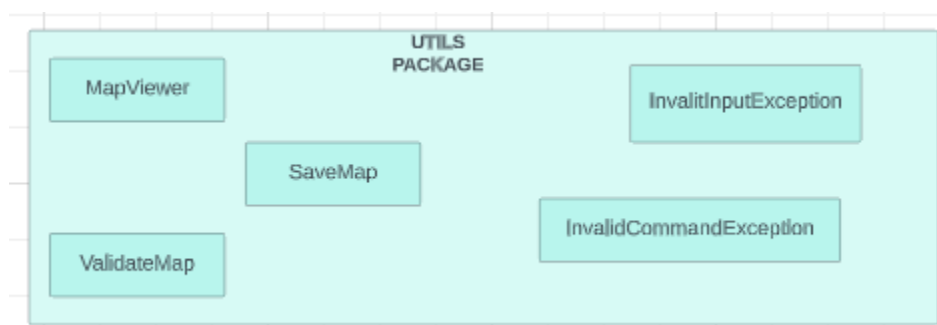 UTILS
PACKAGE
MapViewer
InvalitInputException
SaveMap
InvalidCommandException
ValidateMap